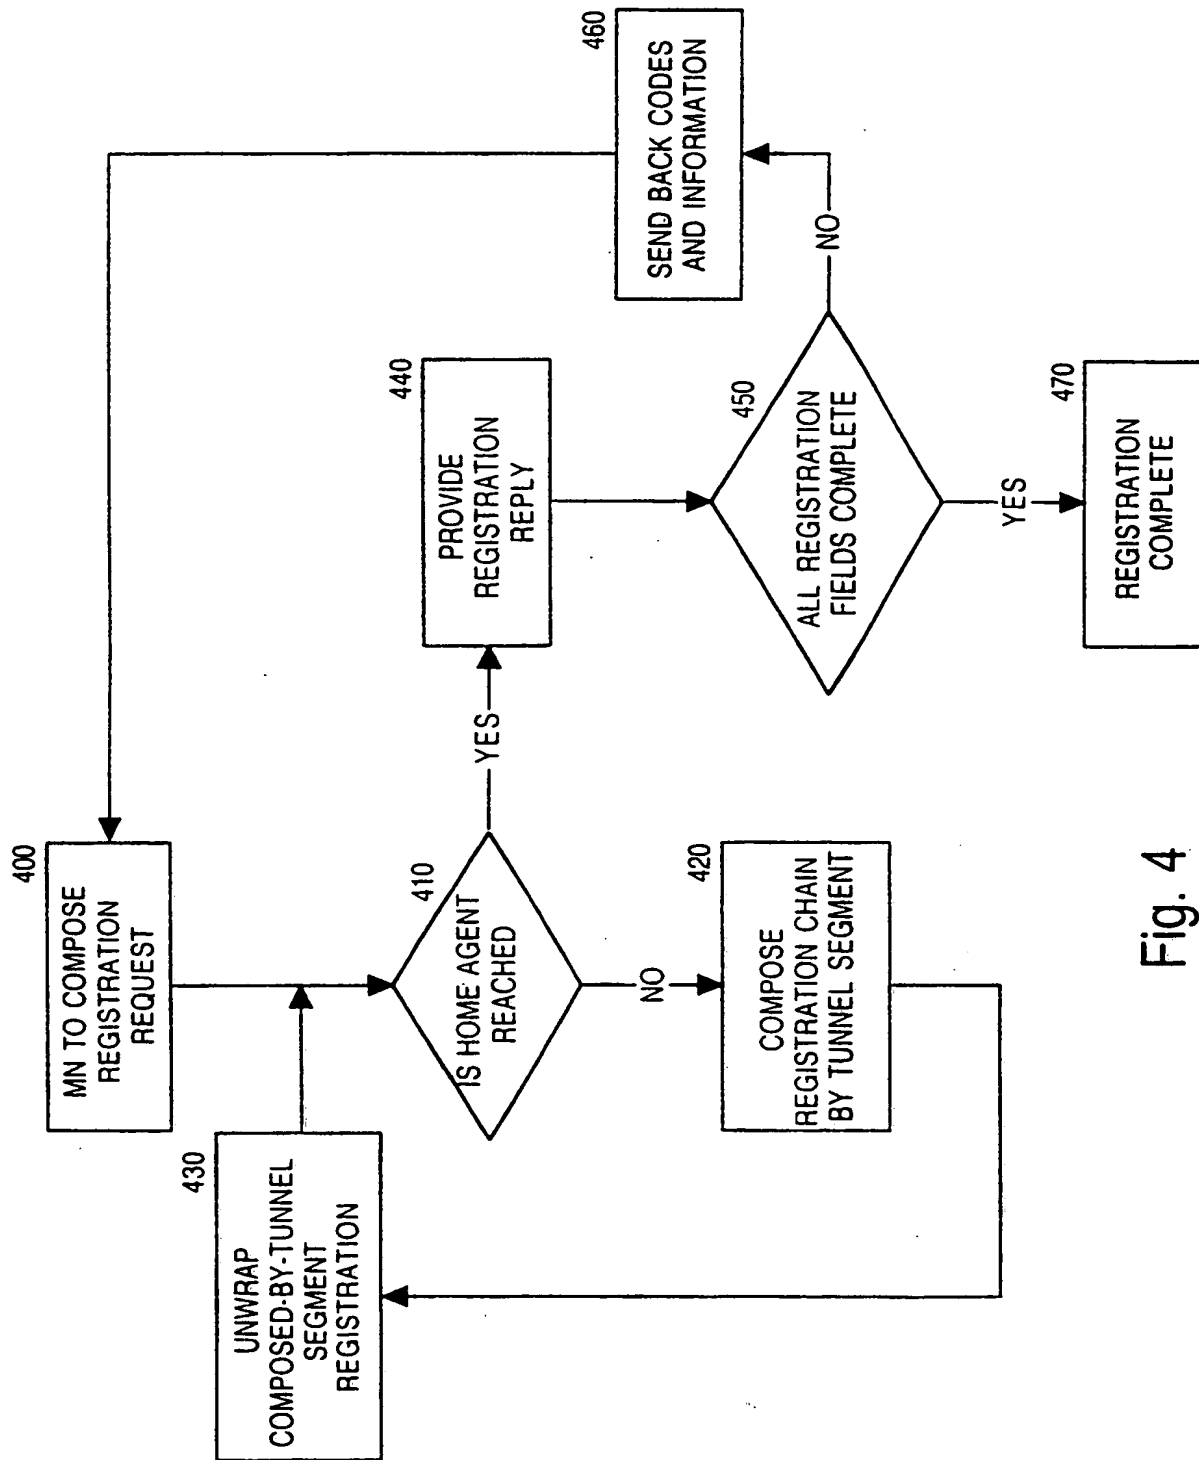 400
MN TO COMPOSE
REGISTRATION
REQUEST
430
UNWRAP
COMPOSED-BY-TUNNEL
SEGMENT
REGISTRATION
410
IS HOME AGENT
REACHED
YES
NO
420
COMPOSE
REGISTRATION CHAIN
BY TUNNEL SEGMENT
440
PROVIDE
REGISTRATION
REPLY
450
ALL REGISTRATION
FIELDS COMPLETE
NO
YES
460
SEND BACK CODES
AND INFORMATION
470
REGISTRATION
COMPLETE
Fig. 4